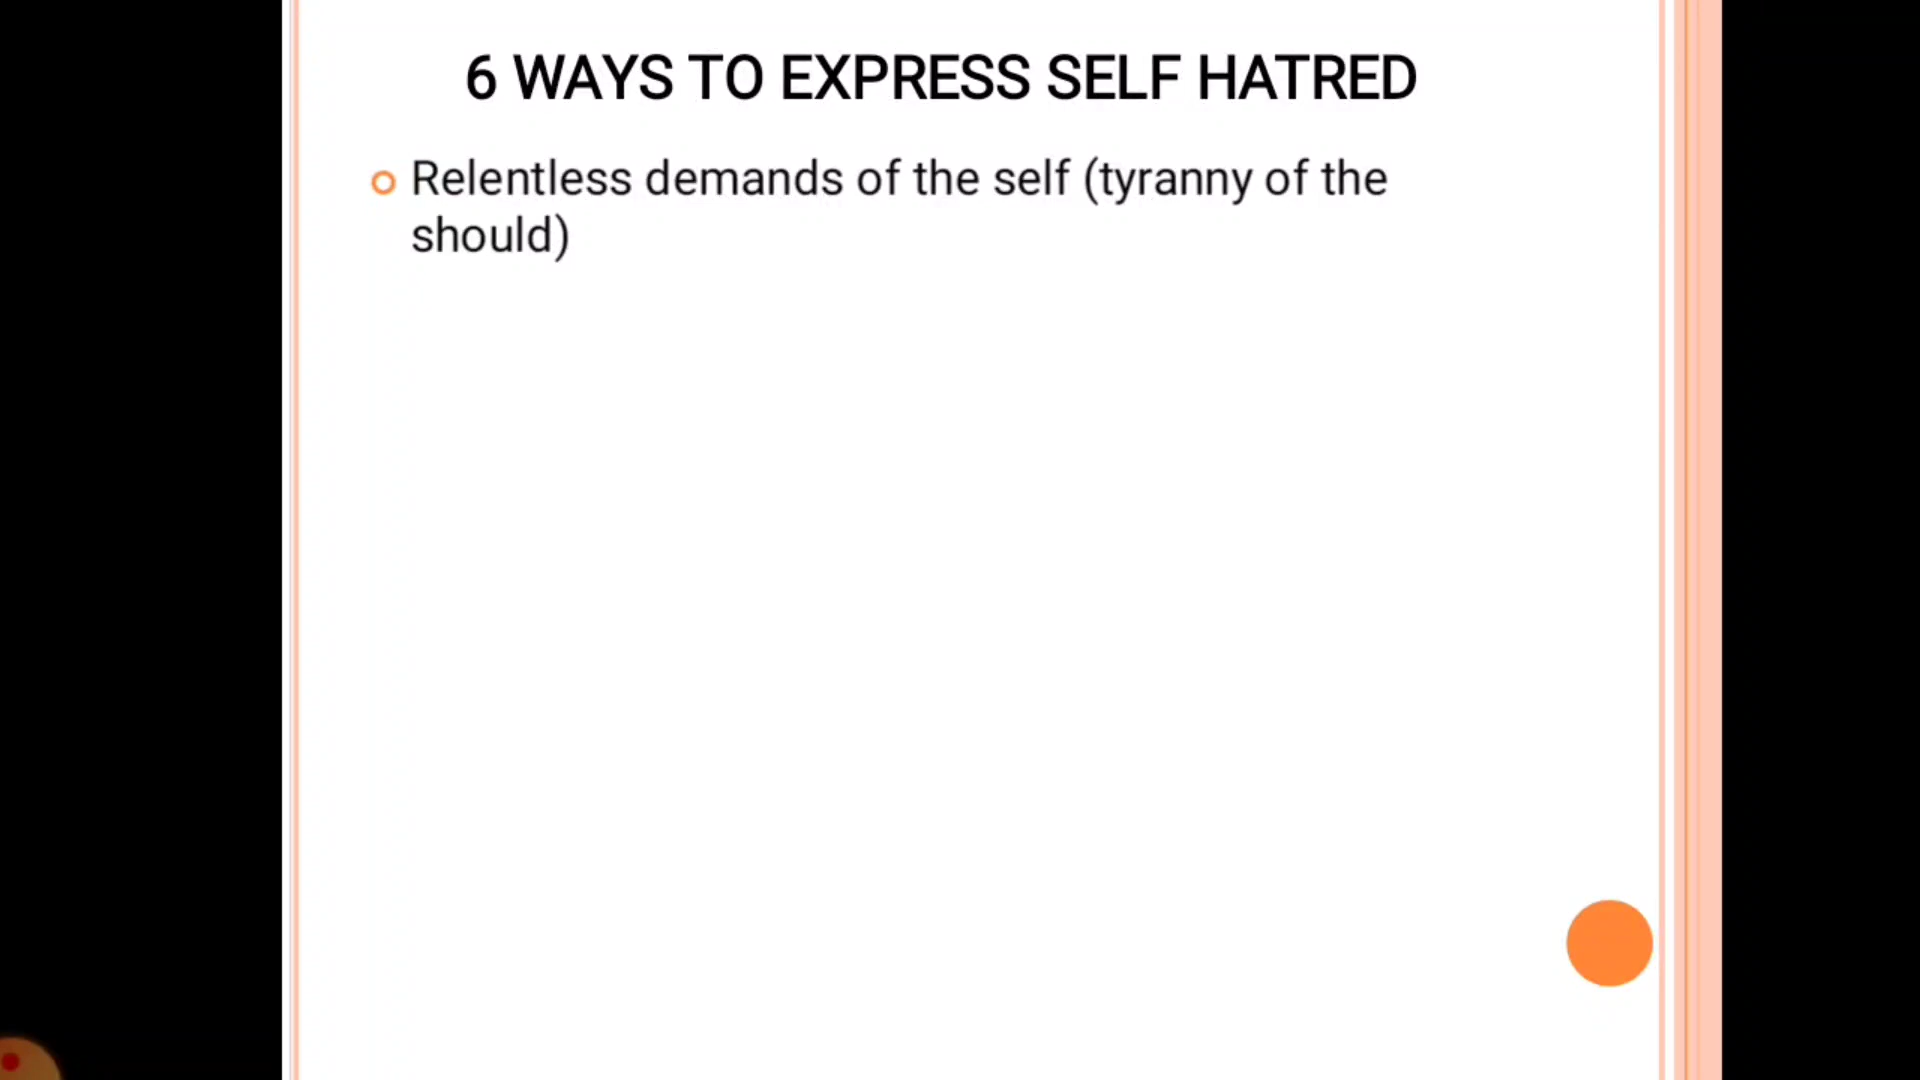 6 WAYS TO EXPRESS SELF HATRED
Relentless demands of the self (tyranny of the
should)